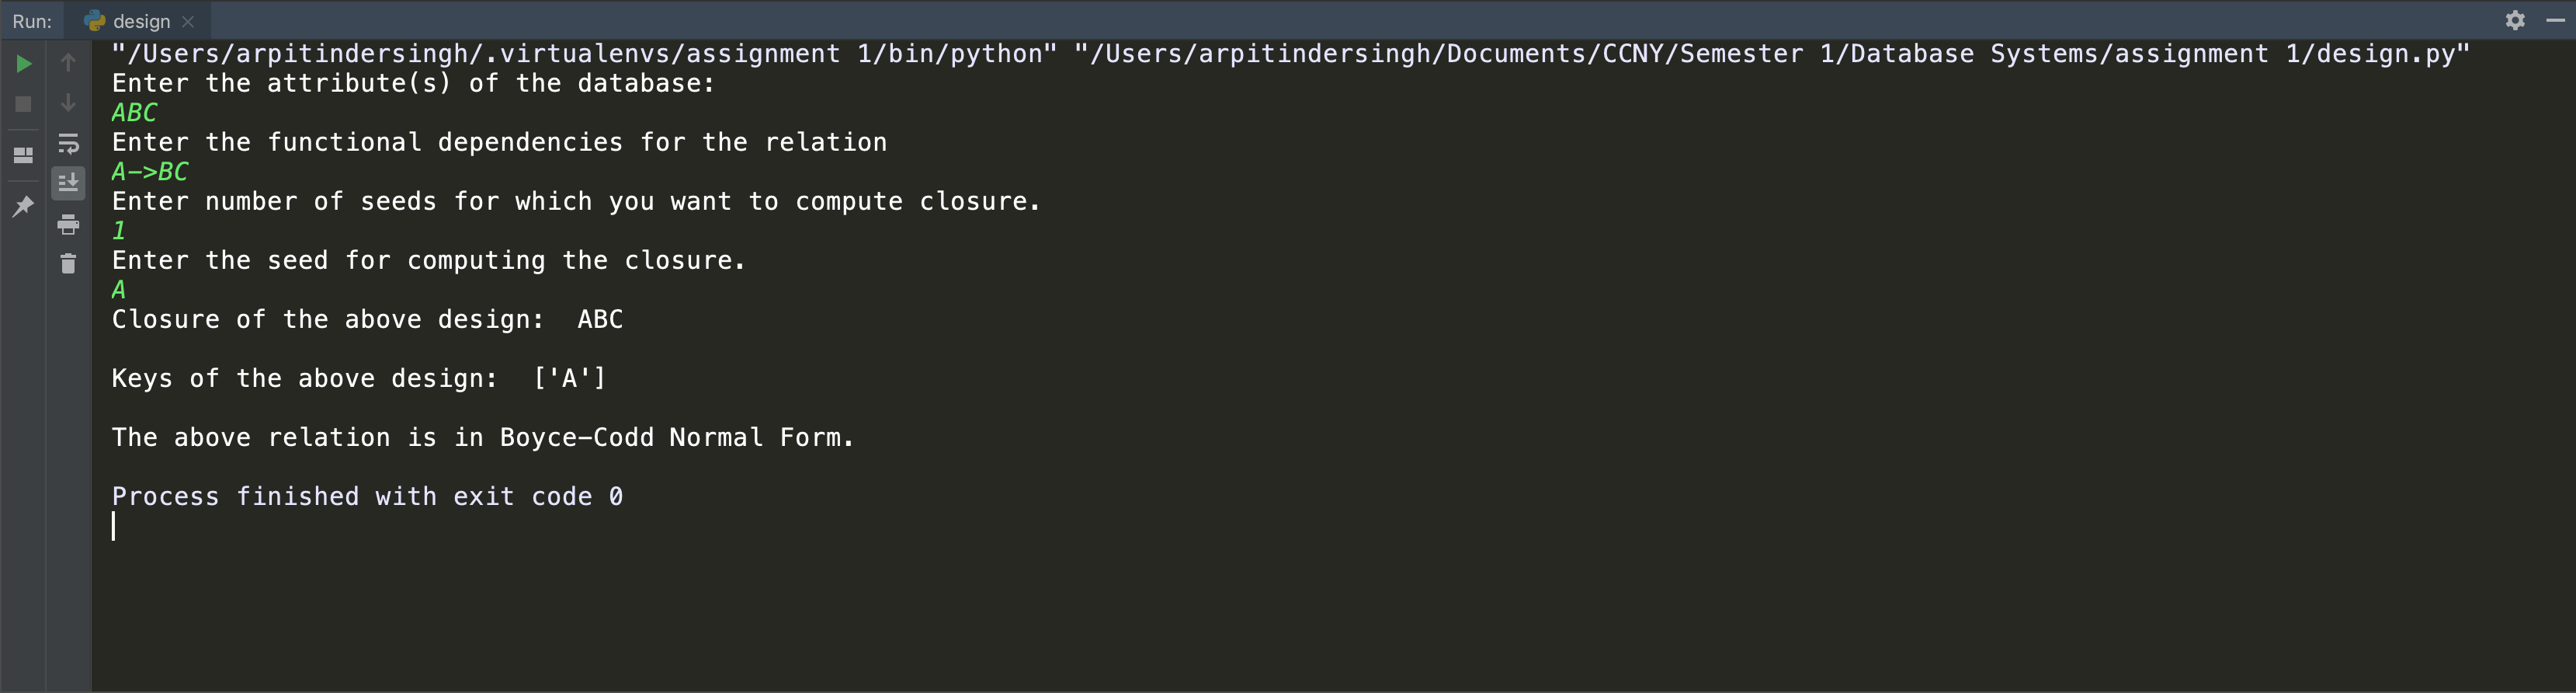 Run: design
"/Users/arpitindersingh/.virtualenvs/assignment 1/bin/python" "/Users/arpitindersingh/Documents/CCNY/Semester 1/Database Systems/assignment 1/design.py"
Enter the attribute(s) of the database:
ABC
Enter the functional dependencies for the relation
A->BC
Enter number of seeds for which you want to compute closure.
1
Enter the seed for computing the closure.
A
Closure of the above design:  ABC
Keys of the above design:  ['A']
The above relation is in Boyce-Codd Normal Form.
Process finished with exit code 0